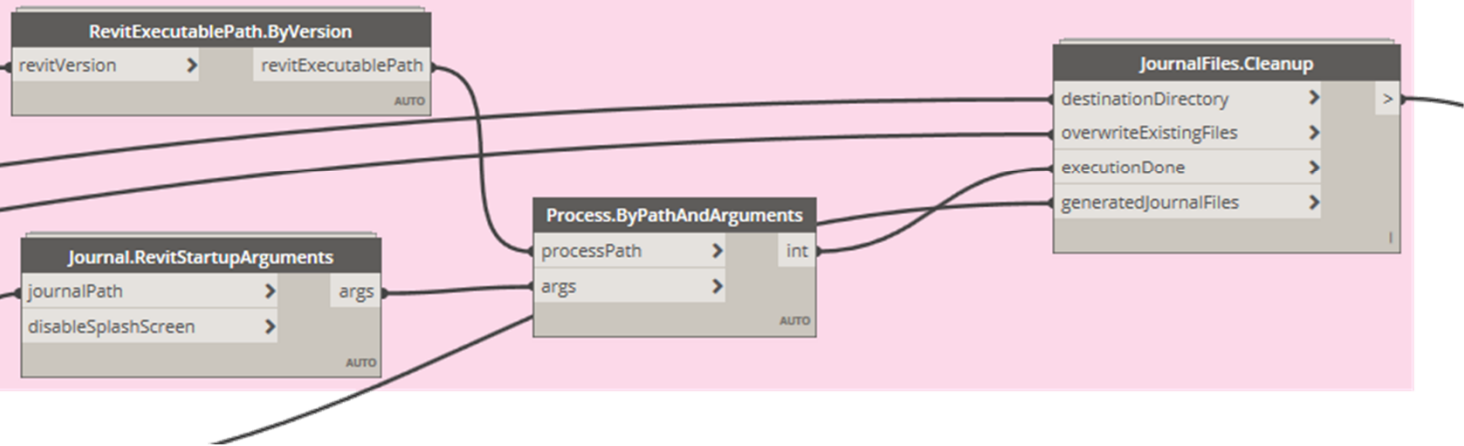 RevitExecutablePath.ByVersion
revitVersion > revitExecutablePath
AUTO
JournalFiles.Cleanup
destinationDirectory > >
overwriteExistingFiles >
executionDone >
generatedJournalFiles >
l
Process.ByPathAndArguments
processPath > int
args >
AUTO
Journal.RevitStartupArguments
journalPath > args
disableSplashScreen >
AUTO